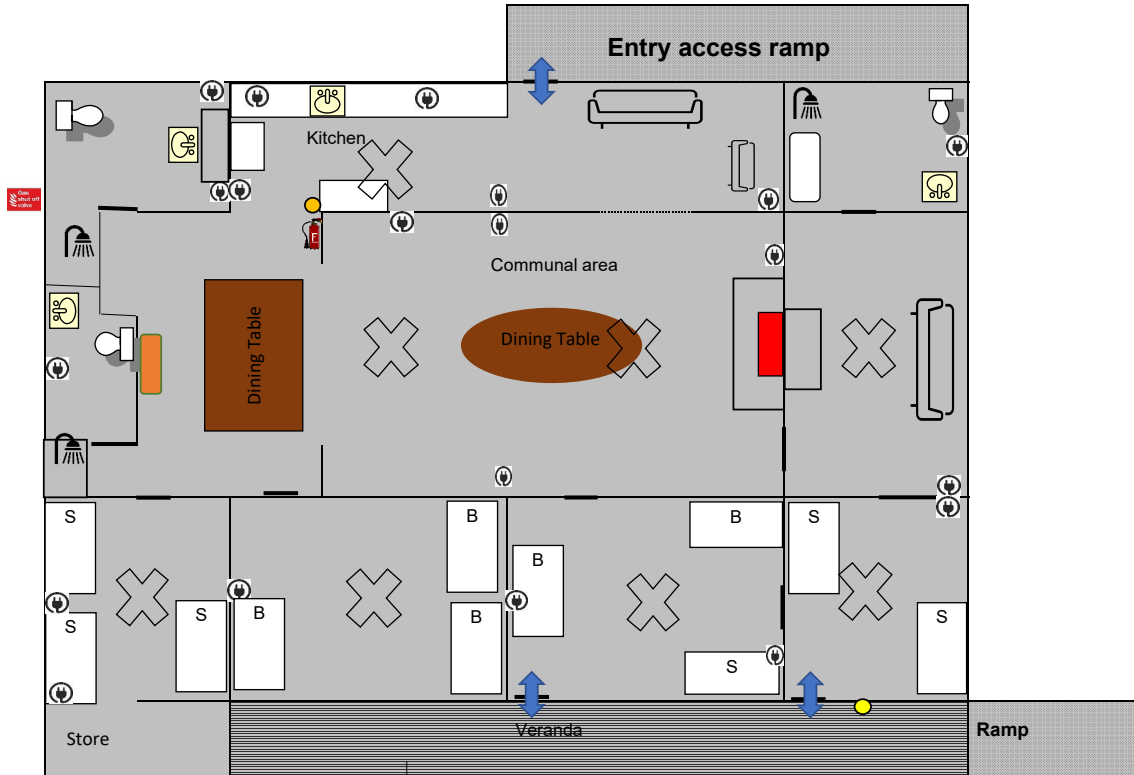 Entry access ramp
Kitchen
Gas
shut off
valve
F
Communal area
Dining Table
Dining Table
S
B
B
S
B
S
S
B
B
S
S
Veranda
Store
Ramp